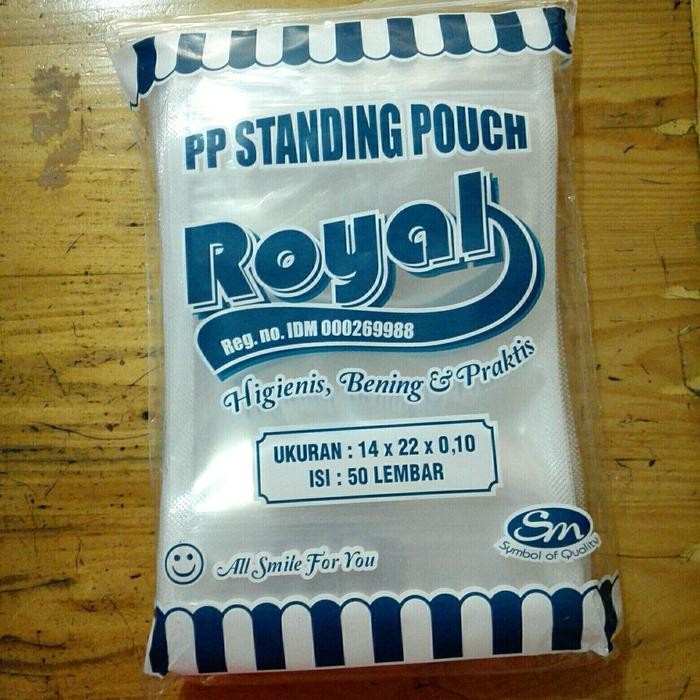 PP STANDING POUCH
Royal
Reg. no. IDM 000269988
Higienis, Bening & Praktis
UKURAN : 14 x 22 x 0,10
ISI : 50 LEMBAR
Sm
Symbol of Quality
All Smile For You